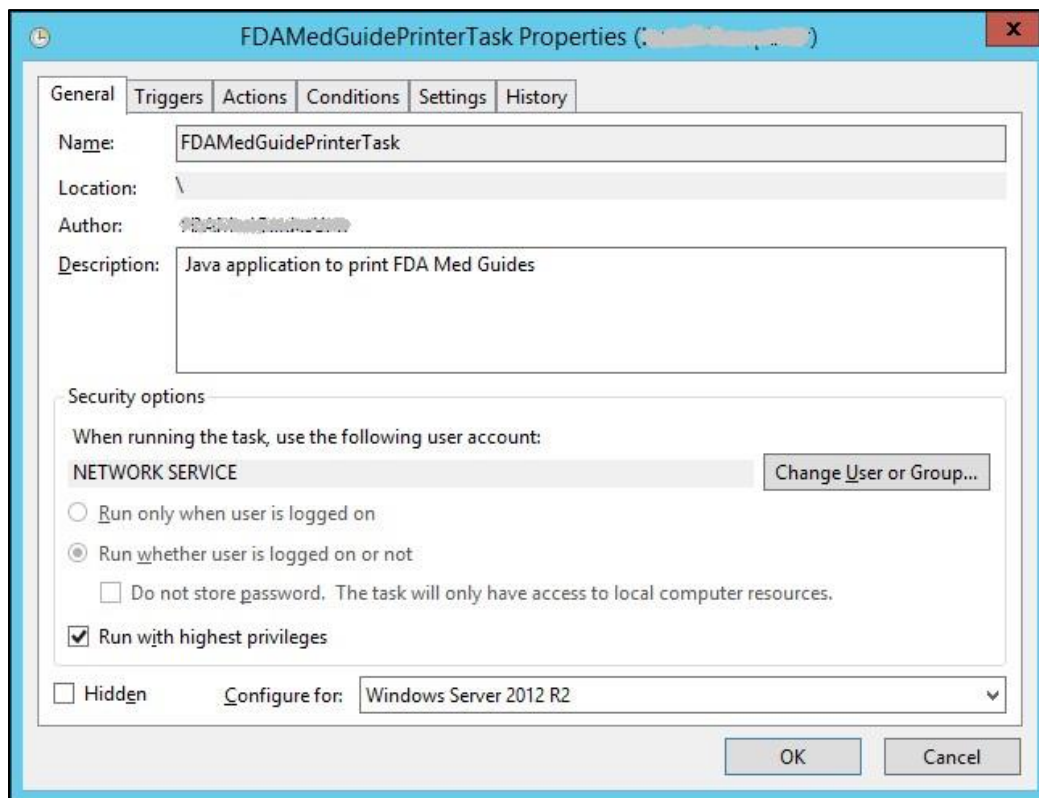 FDAMedGuidePrinterTask Properties (
)
x
General Triggers Actions Conditions Settings History
Name: FDAMedGuidePrinterTask
Location: \
Author:
Description: Java application to print FDA Med Guides
Security options
When running the task, use the following user account:
NETWORK SERVICE Change User or Group...
Run only when user is logged on
Run whether user is logged on or not
Do not store password. The task will only have access to local computer resources.
Run with highest privileges
Hidden Configure for: Windows Server 2012 R2
OK Cancel